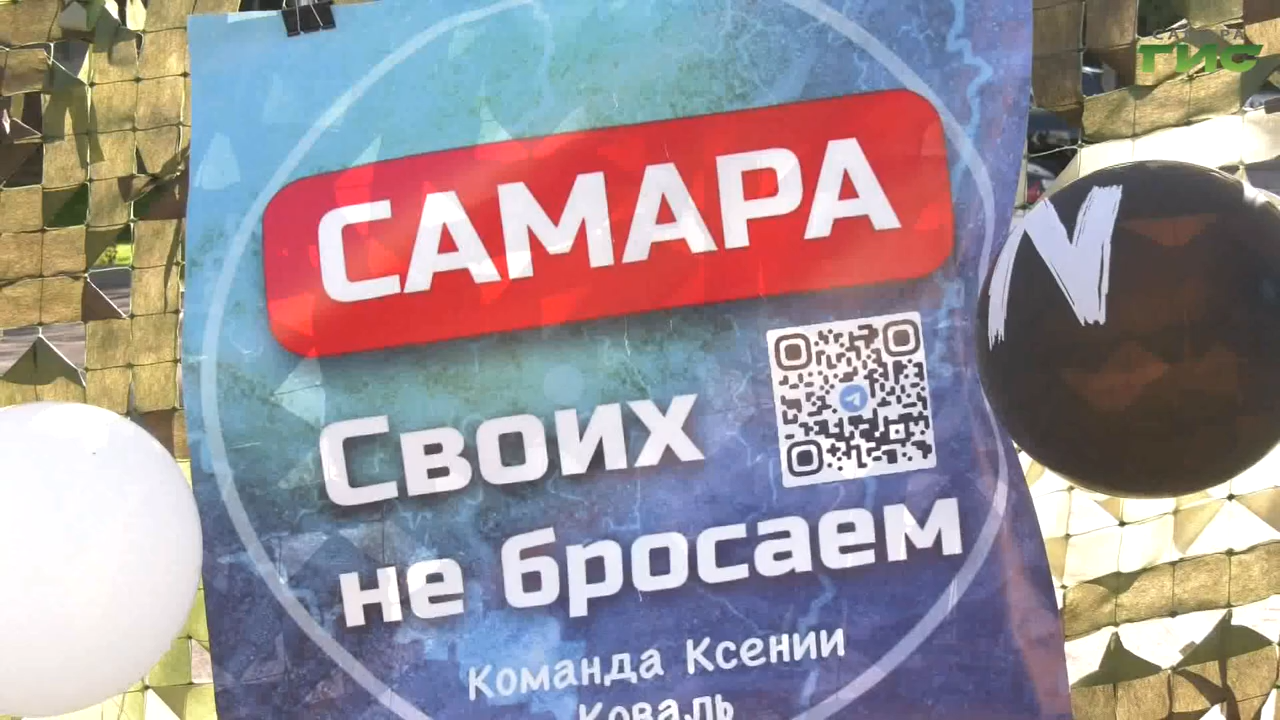 САМАРА
ГИС
САМАРА
Своих
не бросаем
Команда Ксении
Коваль